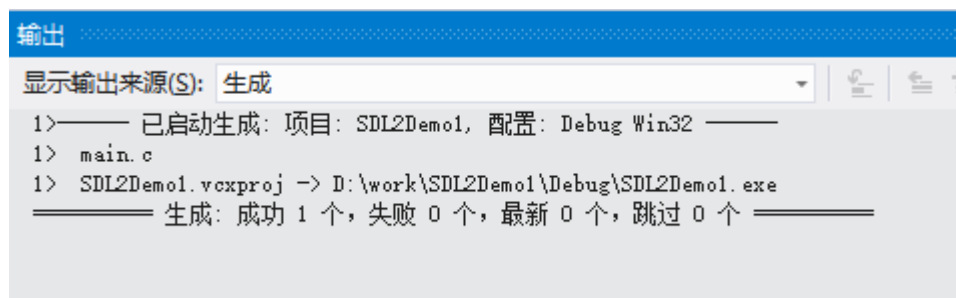 输出
显示输出来源(S): 生成
1>—— 已启动生成: 项目: SDL2Demo1, 配置: Debug Win32 ——
1> main.c
1> SDL2Demo1.vcxproj -> D:\work\SDL2Demo1\Debug\SDL2Demo1.exe
══════ 生成: 成功 1 个，失败 0 个，最新 0 个，跳过 0 个 ══════